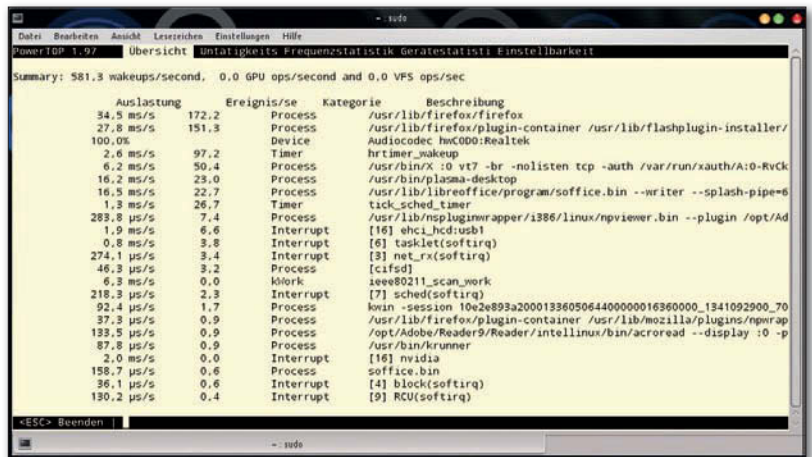 ~ : sudo
Datei Bearbeiten Ansicht Lesezeichen Einstellungen Hilfe
PowerTOP 1.97 Übersicht Untätigkeits Frequenzstatistik Gerätestatisti Einstellbarkeit
Summary: 581,3 wakeups/second, 0,0 GPU ops/second and 0,0 VFS ops/sec
Auslastung Ereignis/se Kategorie Beschreibung
34,5 ms/s 172,2 Process /usr/lib/firefox/firefox
27,8 ms/s 151,3 Process /usr/lib/firefox/plugin-container /usr/lib/flashplugin-installer/
100,0% Device Audiocodec hwC0D0:Realtek
2,6 ms/s 97,2 Timer hrtimer_wakeup
6,2 ms/s 50,4 Process /usr/bin/X :0 vt7 -br -nolisten tcp -auth /var/run/xauth/A:0-RvCk
16,2 ms/s 23,0 Process /usr/bin/plasma-desktop
16,5 ms/s 22,7 Process /usr/lib/libreoffice/program/soffice.bin --writer --splash-pipe=6
1,3 ms/s 26,7 Timer tick_sched_timer
283,8 µs/s 7,4 Process /usr/lib/nspluginwrapper/i386/linux/npviewer.bin --plugin /opt/Ad
1,9 ms/s 6,6 Interrupt [16] ehci_hcd:usb1
0,8 ms/s 3,8 Interrupt [6] tasklet(softirq)
274,1 µs/s 3,4 Interrupt [3] net_rx(softirq)
46,3 µs/s 3,2 Process [cifsd]
6,3 ms/s 0,0 kWork ieee80211_scan_work
218,3 µs/s 2,3 Interrupt [7] sched(softirq)
92,4 µs/s 1,7 Process kwin -session 10e2e893a2000133605064400000016360000_1341092900_70
37,3 µs/s 0,9 Process /usr/lib/firefox/plugin-container /usr/lib/mozilla/plugins/npwrap
133,5 µs/s 0,9 Process /opt/Adobe/Reader9/Reader/intellinux/bin/acroread --display :0 -p
87,8 µs/s 0,9 Process /usr/bin/krunner
2,0 ms/s 0,0 Interrupt [16] nvidia
158,7 µs/s 0,6 Process soffice.bin
36,1 µs/s 0,6 Interrupt [4] block(softirq)
130,2 µs/s 0,4 Interrupt [9] RCU(softirq)
<ESC> Beenden |
~ : sudo